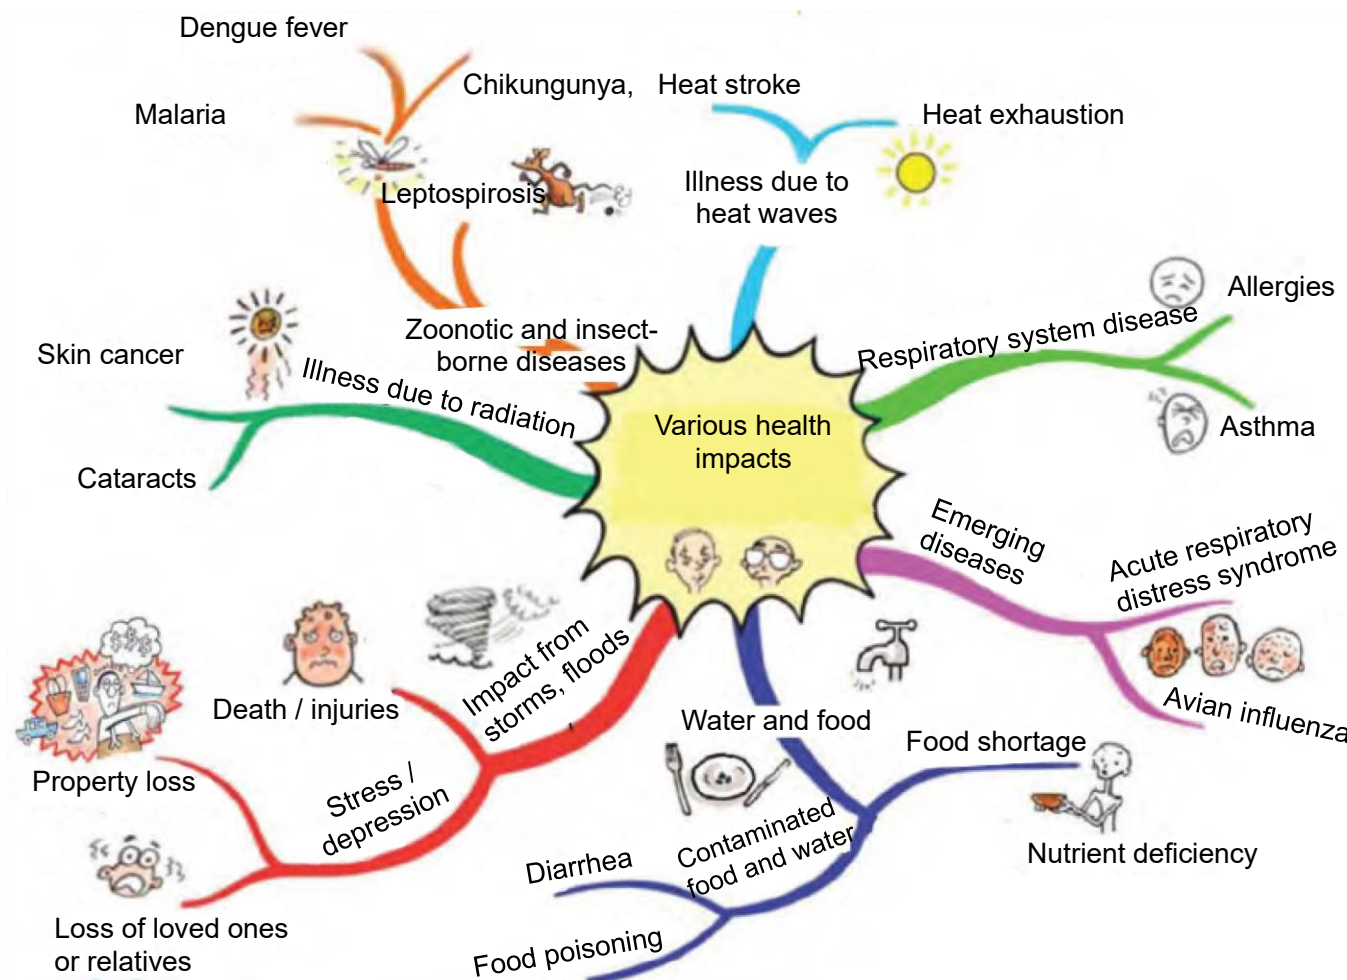 Dengue fever
Chikungunya,
Malaria
Leptospirosis
Zoonotic and insect-
borne diseases
Heat stroke
Heat exhaustion
Illness due to
heat waves
Respiratory system disease
Allergies
Asthma
Skin cancer
Illness due to radiation
Cataracts
Various health
impacts
Emerging
diseases
Acute respiratory
distress syndrome
Avian influenza
Impact from
storms, floods
Death / injuries
Stress /
depression
Property loss
Loss of loved ones
or relatives
Water and food
Food shortage
Nutrient deficiency
Contaminated
food and water
Diarrhea
Food poisoning